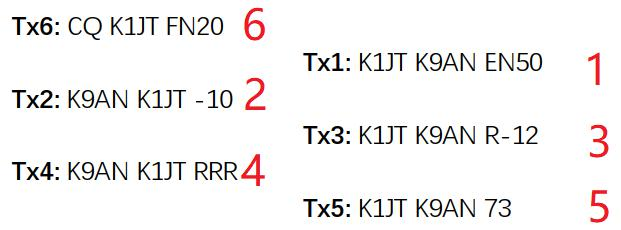 Tx6: CQ K1JT FN20 6
Tx1: K1JT K9AN EN50 1
Tx2: K9AN K1JT -10 2
Tx3: K1JT K9AN R-12 3
Tx4: K9AN K1JT RRR 4
Tx5: K1JT K9AN 73 5